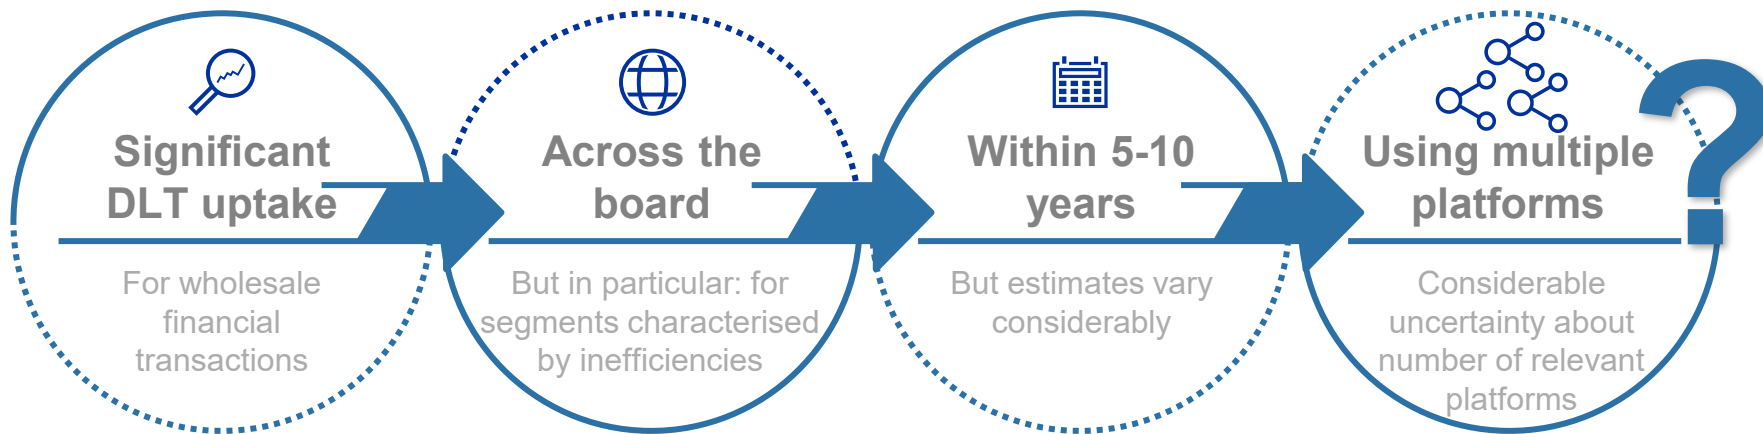 Significant
DLT uptake
For wholesale
financial
transactions
Across the
board
But in particular: for
segments characterised
by inefficiencies
Within 5-10
years
But estimates vary
considerably
Using multiple
platforms
Considerable
uncertainty about
number of relevant
platforms
?